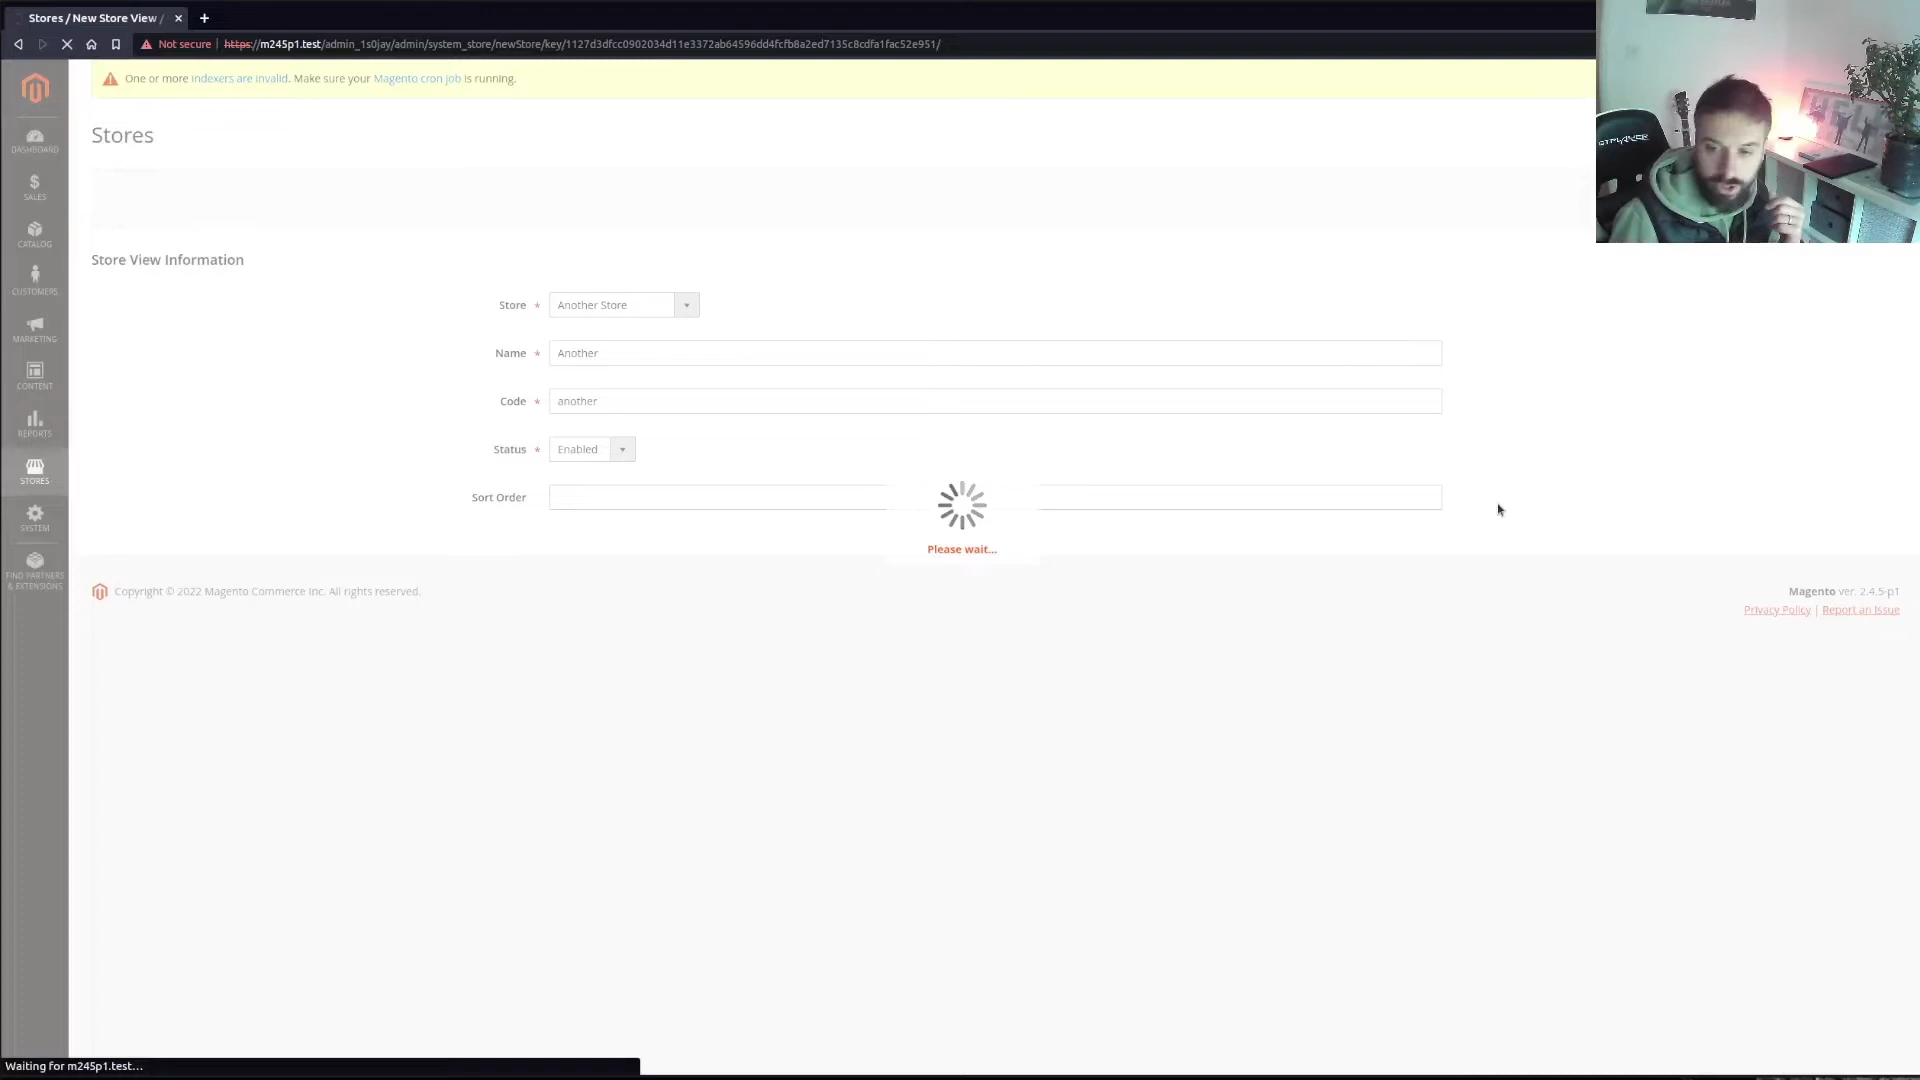 Stores / New Store View /
Not secure
https://m245p1.test/admin_1s0jay/admin/system_store/newStore/key/1127d3dfcc0902034d11e3372ab64596dd4fcfb8a2ed7135c8cdfa1fac52e951/
One or more indexers are invalid. Make sure your Magento cron job is running.
Stores
DASHBOARD
SALES
CATALOG
CUSTOMERS
MARKETING
CONTENT
REPORTS
STORES
SYSTEM
FIND PARTNERS
& EXTENSIONS
Store View Information
Store * Another Store
Name * Another
Code * another
Status * Enabled
Sort Order
Please wait...
Copyright © 2022 Magento Commerce Inc. All rights reserved.
Magento ver. 2.4.5-p1
Privacy Policy | Report an Issue
Waiting for m245p1.test...